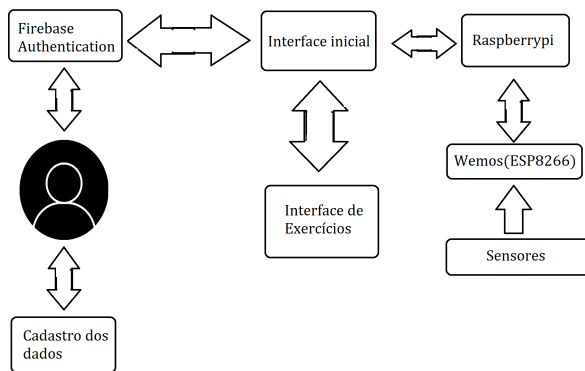 Firebase
Authentication
Interface inicial
Raspberrypi
Wemos(ESP8266)
Interface de
Exercícios
Sensores
Cadastro dos
dados